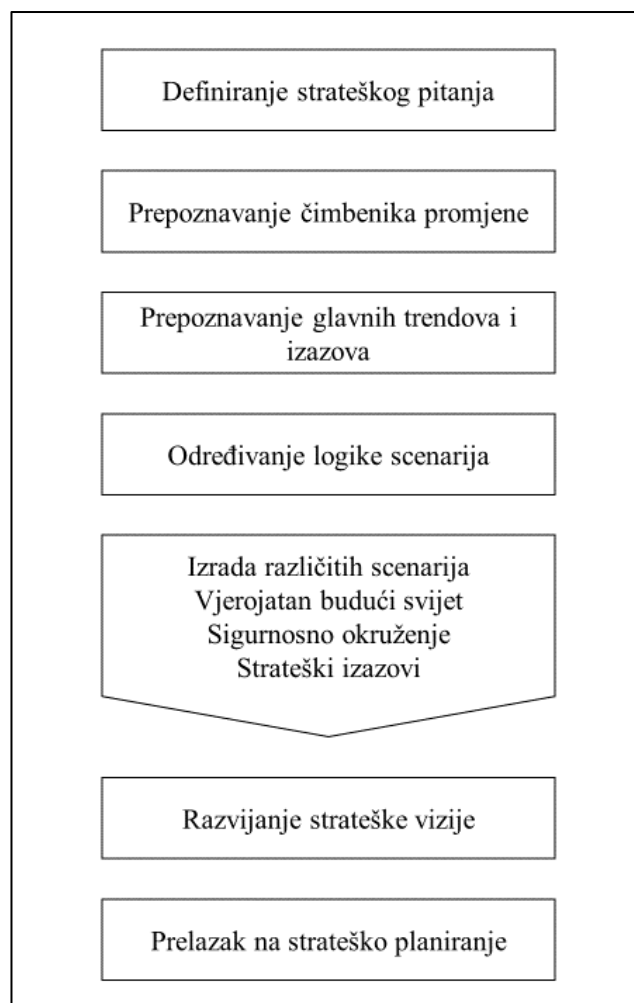 Definiranje strateškog pitanja
Prepoznavanje čimbenika promjene
Prepoznavanje glavnih trendova i
izazova
Određivanje logike scenarija
Izrada različitih scenarija
Vjerojatan budući svijet
Sigurnosno okruženje
Strateški izazovi
Razvijanje strateške vizije
Prelazak na strateško planiranje